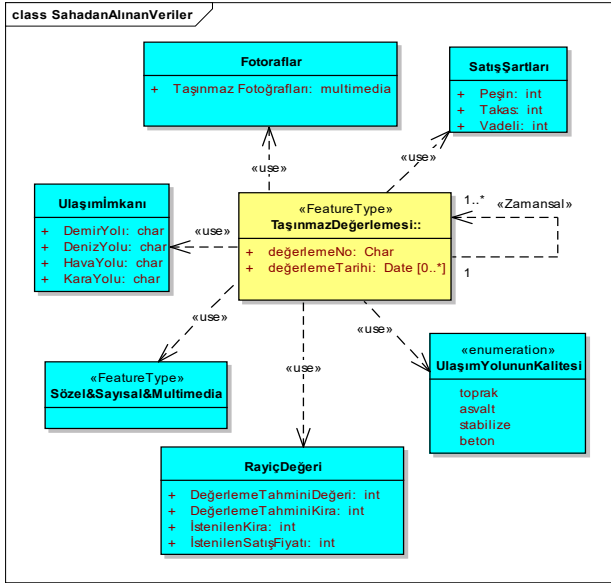 class SahadanAlınanVeriler
Fotoraflar
+ Taşınmaz Fotoğrafları: multimedia
SatışŞartları
+ Peşin: int
+ Takas: int
+ Vadeli: int
«use»
«use»
Ulaşımİmkanı
+ DemirYolı: char
+ DenizYolu: char
+ HavaYolu: char
+ KaraYolu: char
«use»
«FeatureType»
TaşınmazDeğerlemesi::
+ değerlemeNo: Char
+ değerlemeTarihi: Date [0..*]
1..*
«Zamansal»
1
«use»
«use»
«use»
«FeatureType»
Sözel&Sayısal&Multimedia
«enumeration»
UlaşımYolununKalitesi
toprak
asvalt
stabilize
beton
RayiçDeğeri
+ DeğerlemeTahminiDeğeri: int
+ DeğerlemeTahminiKira: int
+ İstenilenKira: int
+ İstenilenSatışFiyatı: int